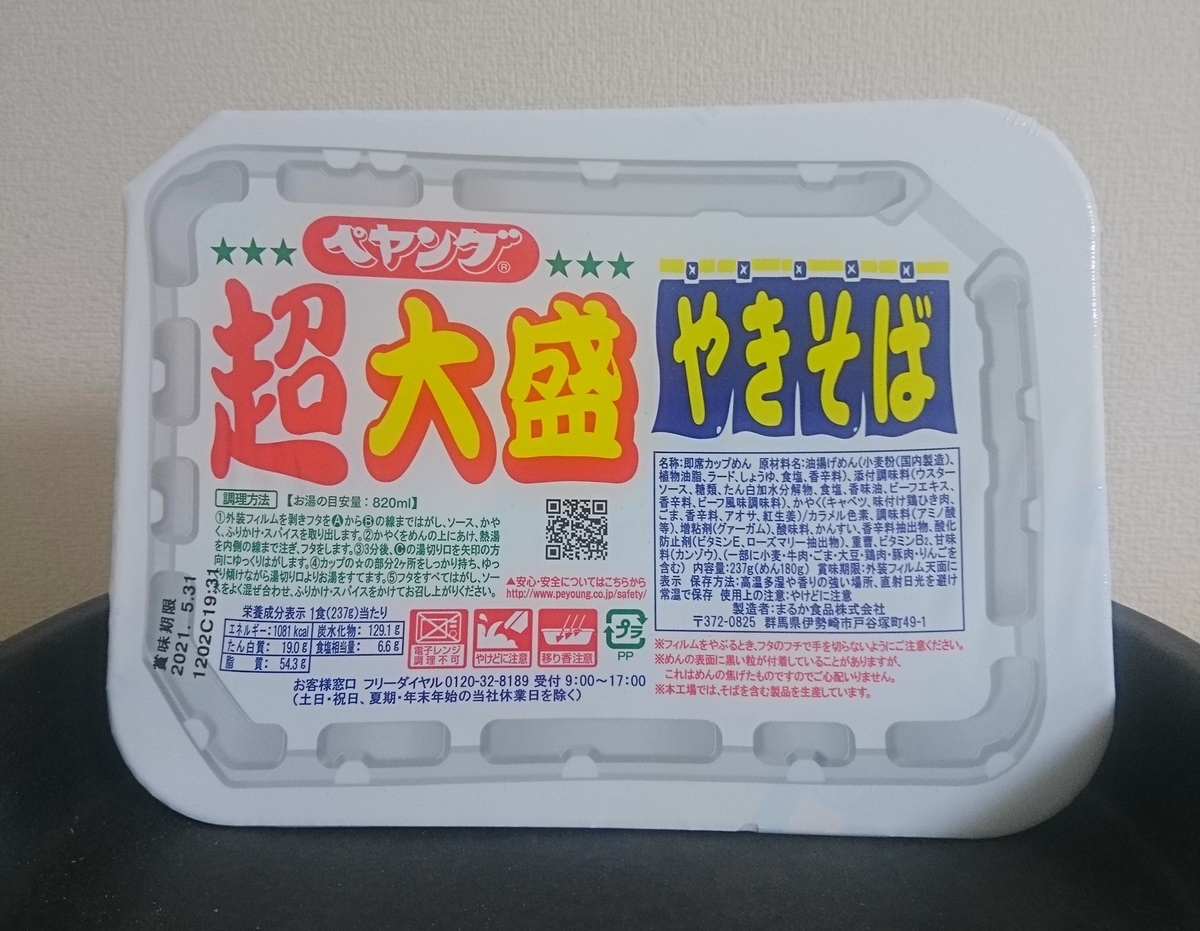 ★★★ ペヤング® ★★★
超大盛
やきそば
調理方法 【お湯の目安量:820ml】
①外装フィルムを剥きフタをⒶからⒷの線まではがし、ソース、かや
く、ふりかけ・スパイスを取り出します。②かやくをめんの上にあけ、熱湯
を内側の線まで注ぎ、フタをします。③3分後、Ⓒの湯切り口を矢印の方
向にゆっくりはがします。④カップの☆の部分2ヶ所をしっかり持ち、ゆっ
くり傾けながら湯切り口よりお湯をすてます。⑤フタをすべてはがし、ソー
スをよく混ぜ合わせ、ふりかけ・スパイスをかけてお召し上がりください。
▲安心・安全についてはこちらから
http://www.peyoung.co.jp/safety/
賞味期限
2021. 5.31
1202C19:31
栄養成分表示 1食(237g)当たり
エネルギー:1081kcal 炭水化物:129.1g
たん白質:19.0g 食塩相当量:6.6g
脂質:54.3g
電子レンジ
調理不可
やけどに注意
移り香注意
プラ
PP
お客様窓口 フリーダイヤル0120-32-8189 受付 9:00〜17:00
(土日・祝日、夏期・年末年始の当社休業日を除く)
名称:即席カップめん 原材料名:油揚げめん(小麦粉(国内製造)、
植物油脂、ラード、しょうゆ、食塩、香辛料)、添付調味料(ウスター
ソース、糖類、たん白加水分解物、食塩、香味油、ビーフエキス、
香辛料、ビーフ風味調味料)、かやく(キャベツ、味付け鶏ひき肉、
ごま、香辛料、アオサ、紅生姜)/カラメル色素、調味料(アミノ酸
等)、増粘剤(グァーガム)、酸味料、かんすい、香辛料抽出物、酸化
防止剤(ビタミンE、ローズマリー抽出物)、重曹、ビタミンB₂、甘味
料(カンゾウ)、(一部に小麦・牛肉・ごま・大豆・鶏肉・豚肉・りんごを
含む) 内容量:237g(めん180g) 賞味期限:外装フィルム天面に
表示 保存方法:高温多湿や香りの強い場所、直射日光を避け
常温で保存 使用上の注意:やけどに注意
製造者:まるか食品株式会社
〒372-0825 群馬県伊勢崎市戸谷塚町49-1
※フィルムをやぶるとき、フタのフチで手を切らないようにご注意ください。
※めんの表面に黒い粒が付着していることがありますが、
これはめんの焦げたものですのでご心配いりません。
※本工場では、そばを含む製品を生産しています。